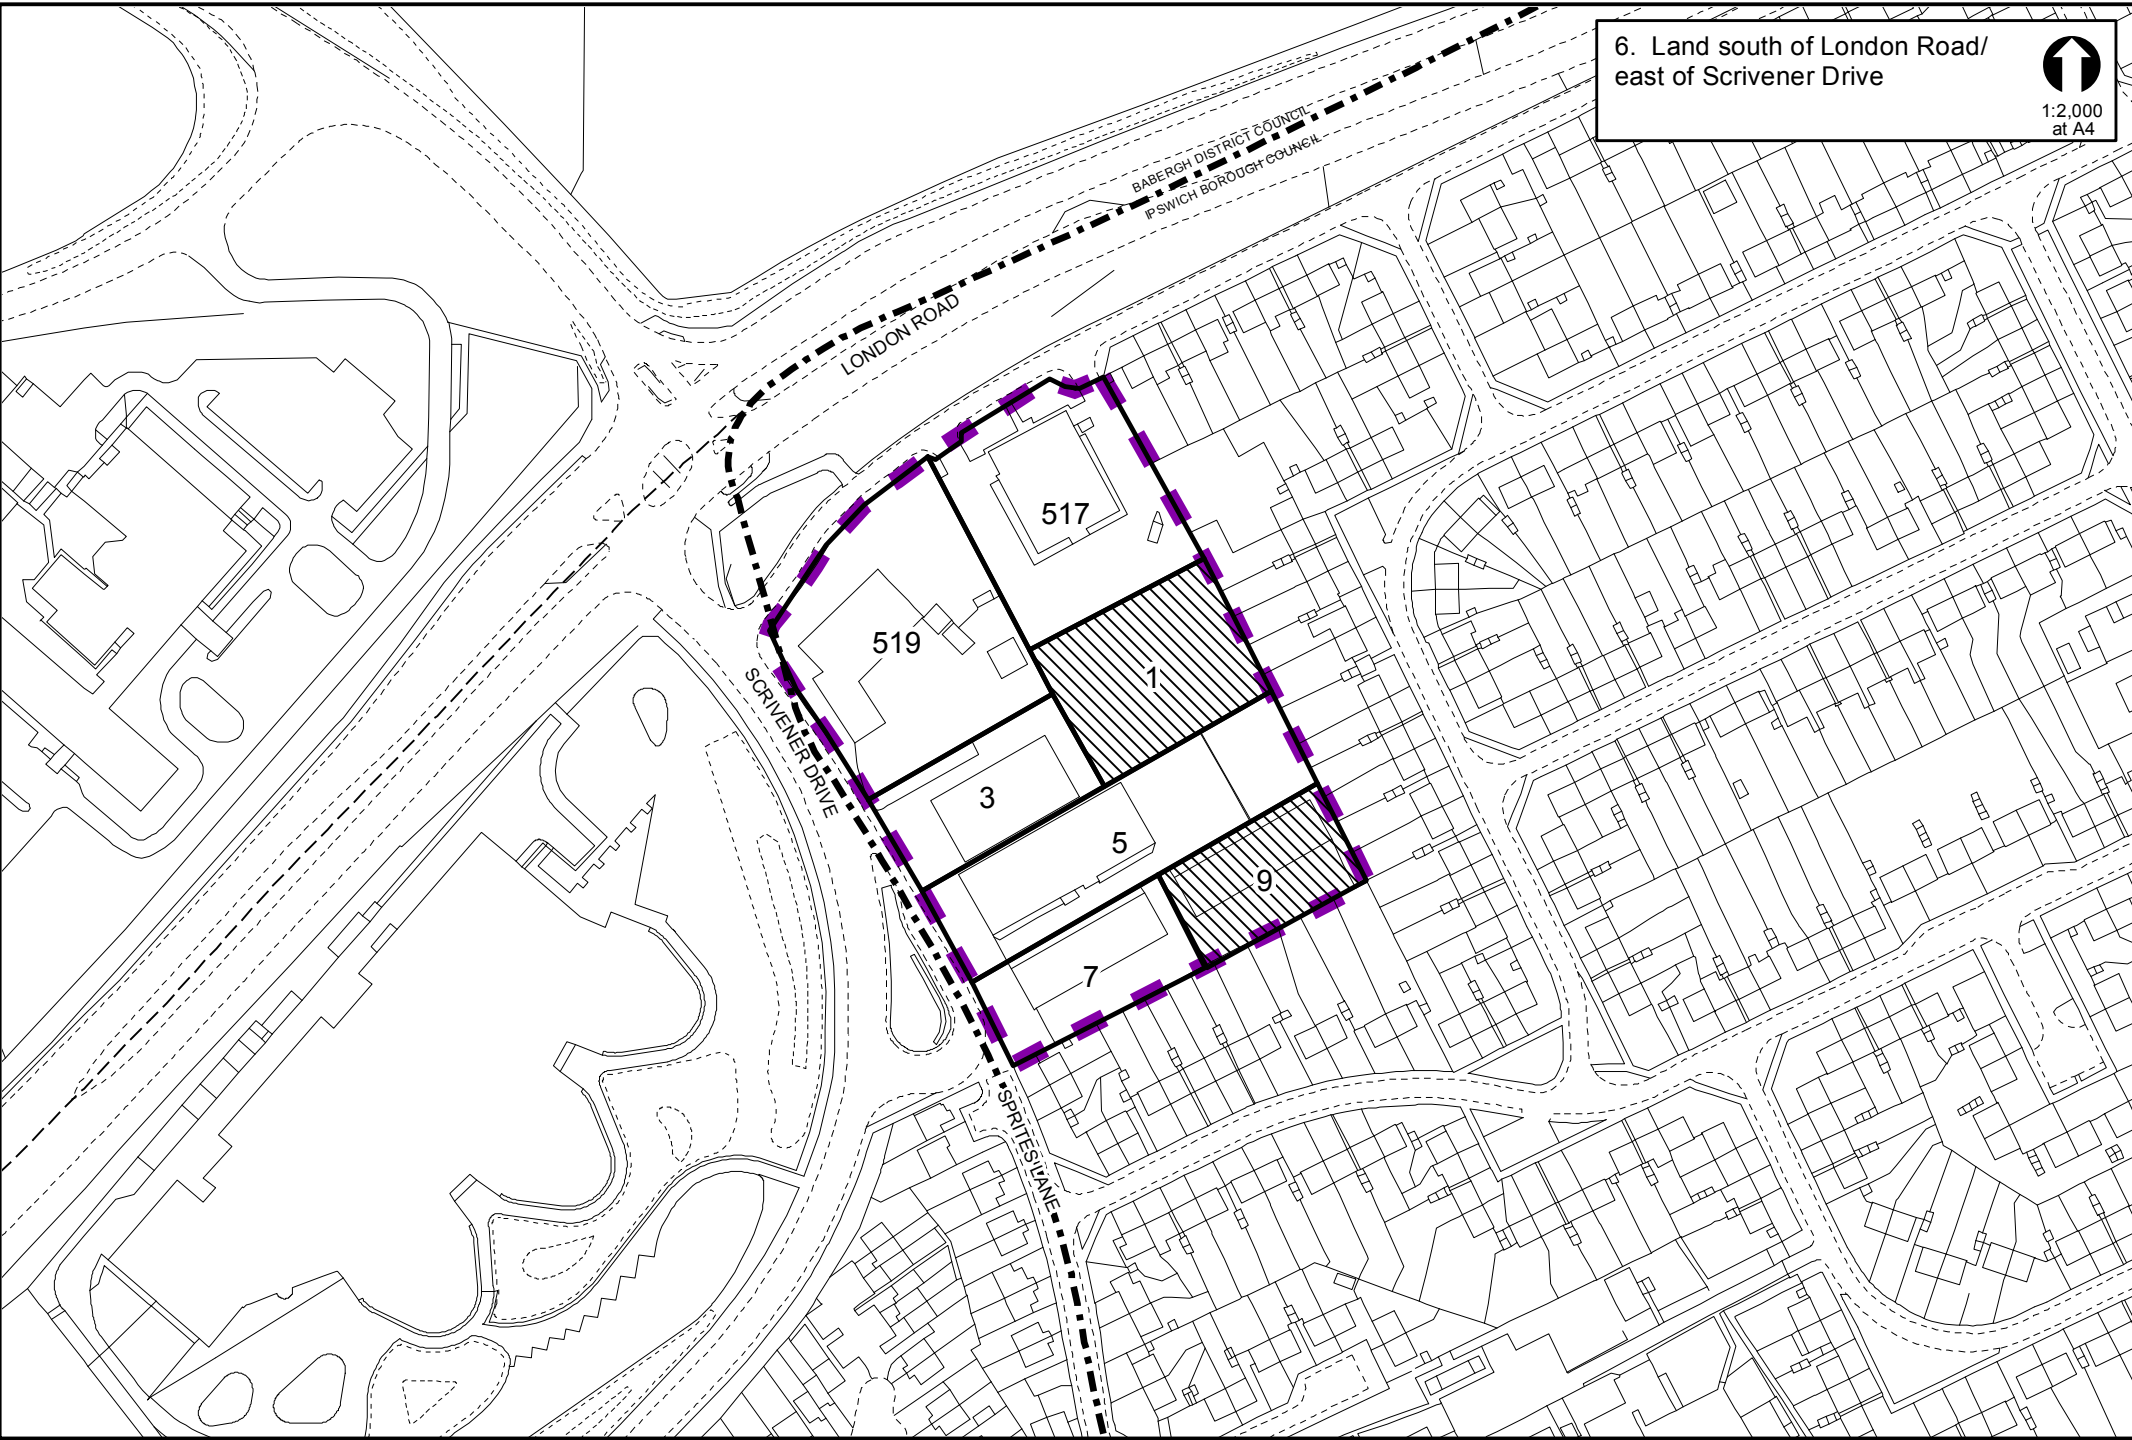 6. Land south of London Road/
east of Scrivener Drive
1:2,000
at A4
BABERGH DISTRICT COUNCIL
IPSWICH BOROUGH COUNCIL
LONDON ROAD
517
519
1
SCRIVENER DRIVE
3
5
9
7
SPRITES LANE